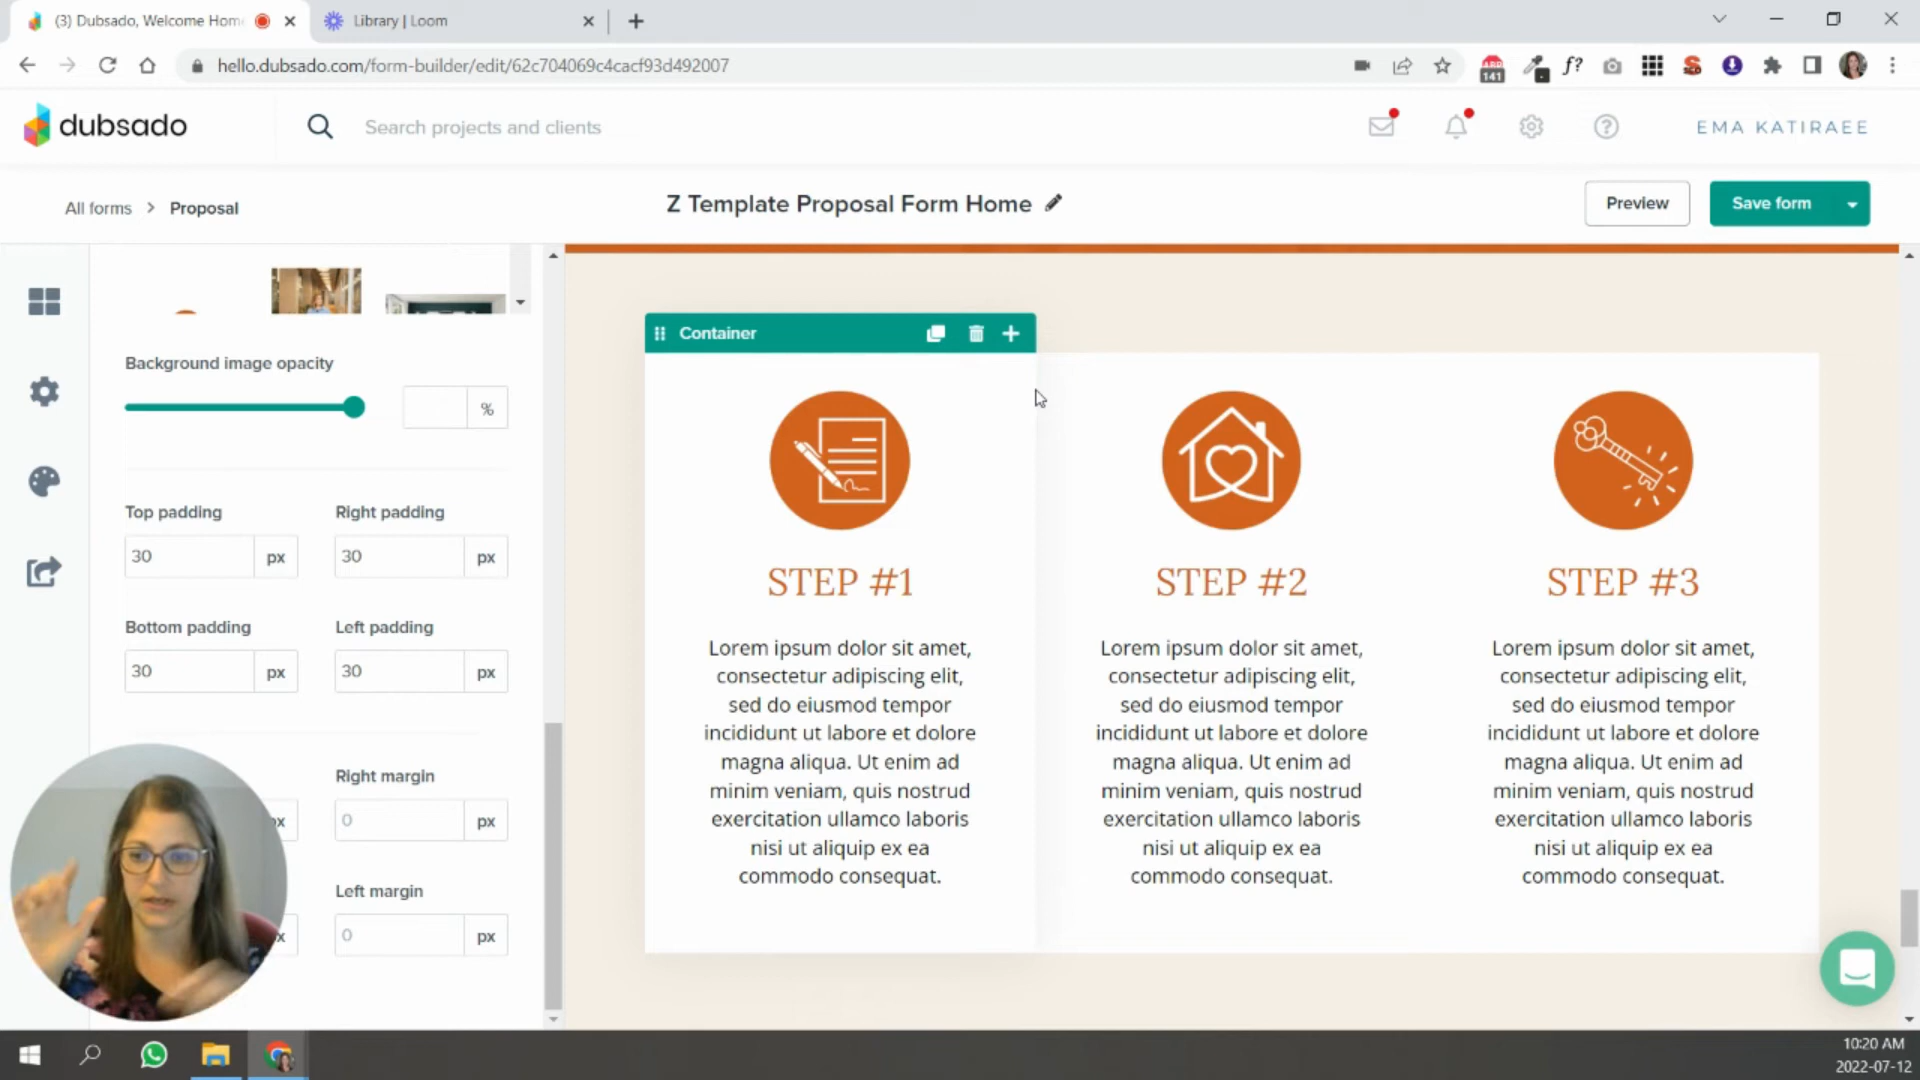 (3) Dubsado, Welcome Home
Library | Loom
hello.dubsado.com/form-builder/edit/62c704069c4cacf93d492007
141
f?
dubsado
Search projects and clients
EMA KATIRAEE
All forms > Proposal
Z Template Proposal Form Home
Preview
Save form
Background image opacity
%
Top padding
Right padding
30 px
30 px
Bottom padding
Left padding
30 px
30 px
Right margin
0 px
Left margin
0 px
Container
STEP #1
Lorem ipsum dolor sit amet,
consectetur adipiscing elit,
sed do eiusmod tempor
incididunt ut labore et dolore
magna aliqua. Ut enim ad
minim veniam, quis nostrud
exercitation ullamco laboris
nisi ut aliquip ex ea
commodo consequat.
STEP #2
Lorem ipsum dolor sit amet,
consectetur adipiscing elit,
sed do eiusmod tempor
incididunt ut labore et dolore
magna aliqua. Ut enim ad
minim veniam, quis nostrud
exercitation ullamco laboris
nisi ut aliquip ex ea
commodo consequat.
STEP #3
Lorem ipsum dolor sit amet,
consectetur adipiscing elit,
sed do eiusmod tempor
incididunt ut labore et dolore
magna aliqua. Ut enim ad
minim veniam, quis nostrud
exercitation ullamco laboris
nisi ut aliquip ex ea
commodo consequat.
10:20 AM
2022-07-12